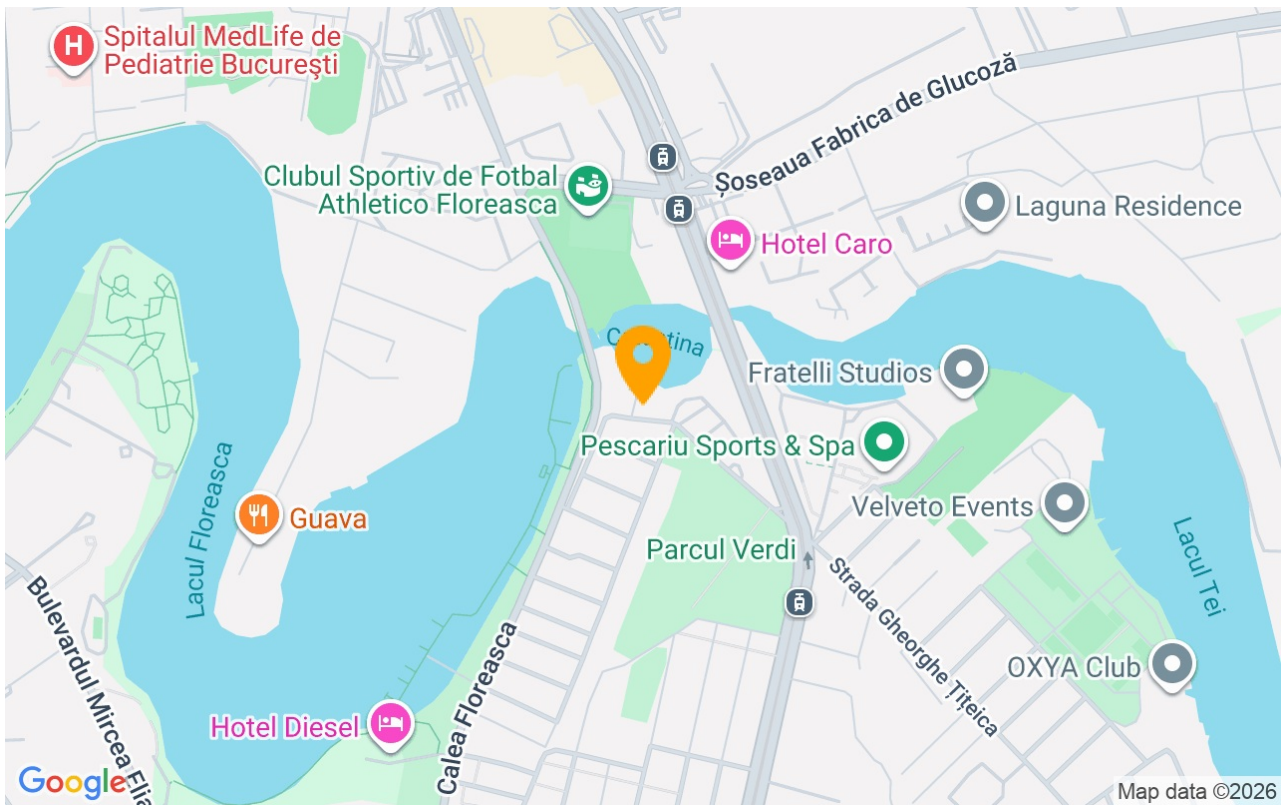 H
Spitalul MedLife de
Pediatrie București
Șoseaua Fabrica de Glucoză
Clubul Sportiv de Fotbal
Athletico Floreasca
Laguna Residence
Hotel Caro
Fratelli Studios
Pescariu Sports & Spa
Lacul Floreasca
Guava
Velveto Events
Parcul Verdi
Lacul Tei
Strada Gheorghe Țițeica
Bulevardul Mircea Elia
OXYA Club
Calea Floreasca
Hotel Diesel
Google
Map data ©2026